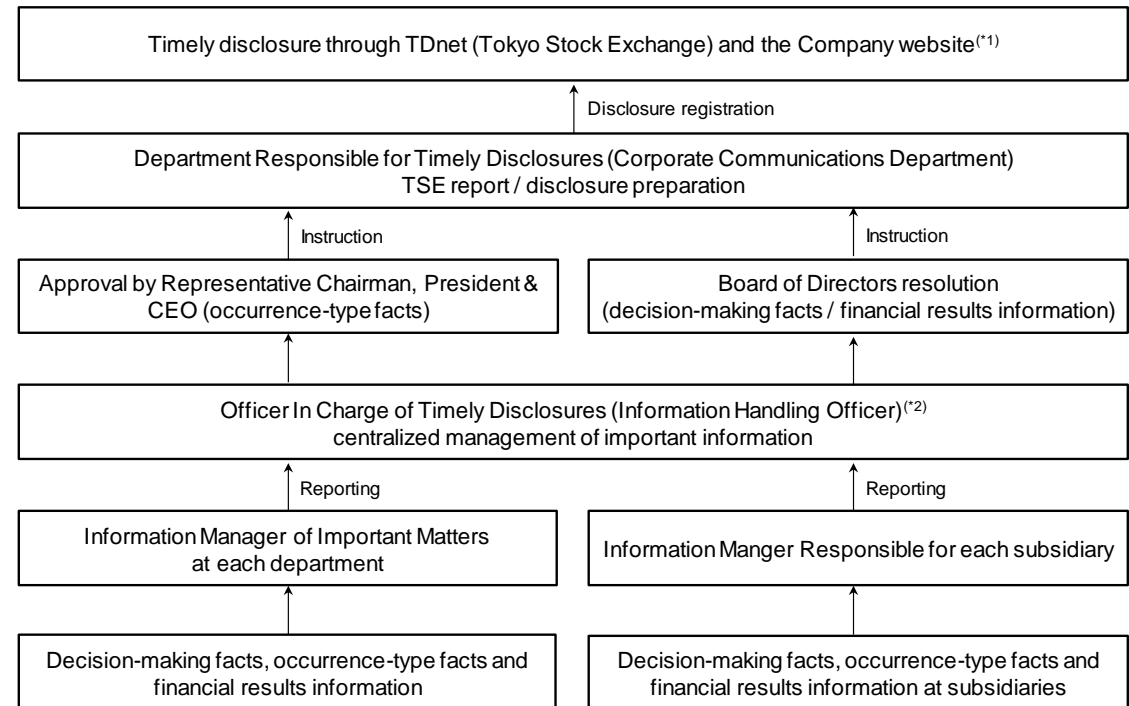 Timely disclosure through TDnet (Tokyo Stock Exchange) and the Company website(*1)
Disclosure registration
Department Responsible for Timely Disclosures (Corporate Communications Department)
TSE report / disclosure preparation
Instruction
Instruction
Approval by Representative Chairman, President &
CEO (occurrence-type facts)
Board of Directors resolution
(decision-making facts / financial results information)
Officer In Charge of Timely Disclosures (Information Handling Officer)(*2)
centralized management of important information
Reporting
Reporting
Information Manager of Important Matters
at each department
Information Manger Responsible for each subsidiary
Decision-making facts, occurrence-type facts and
financial results information
Decision-making facts, occurrence-type facts and
financial results information at subsidiaries